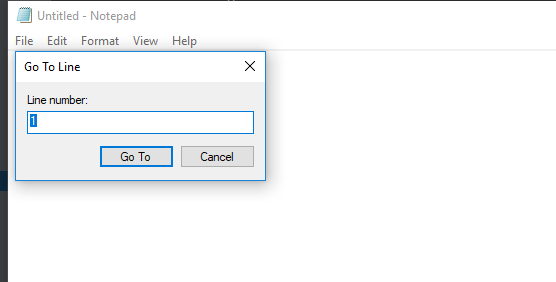 Untitled - Notepad
File Edit Format View Help
Go To Line
Line number:
1
Go To Cancel